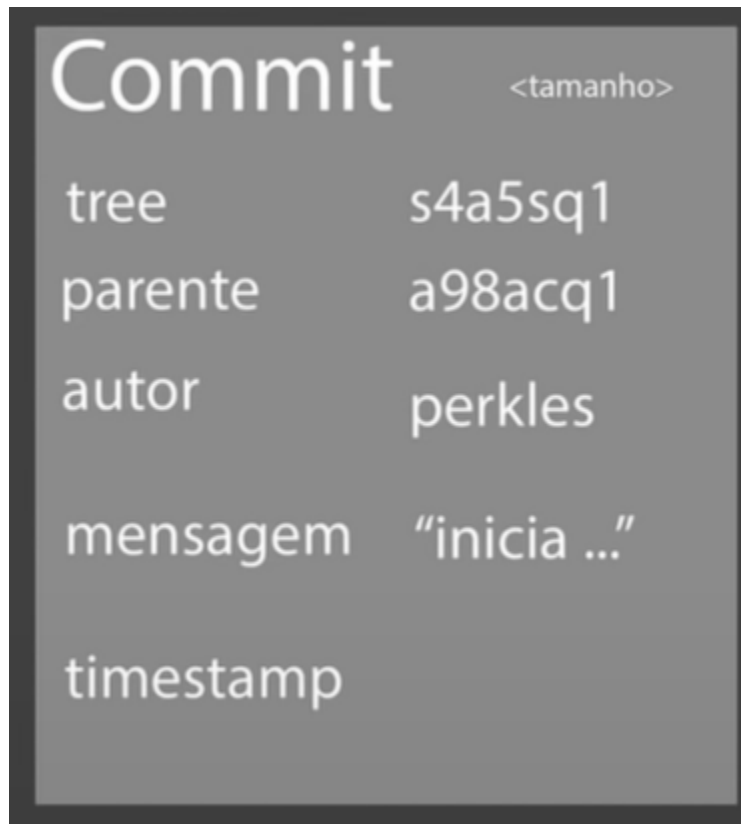 Commit <tamanho>
tree s4a5sq1
parente a98acq1
autor perkles
mensagem “inicia ...”
timestamp